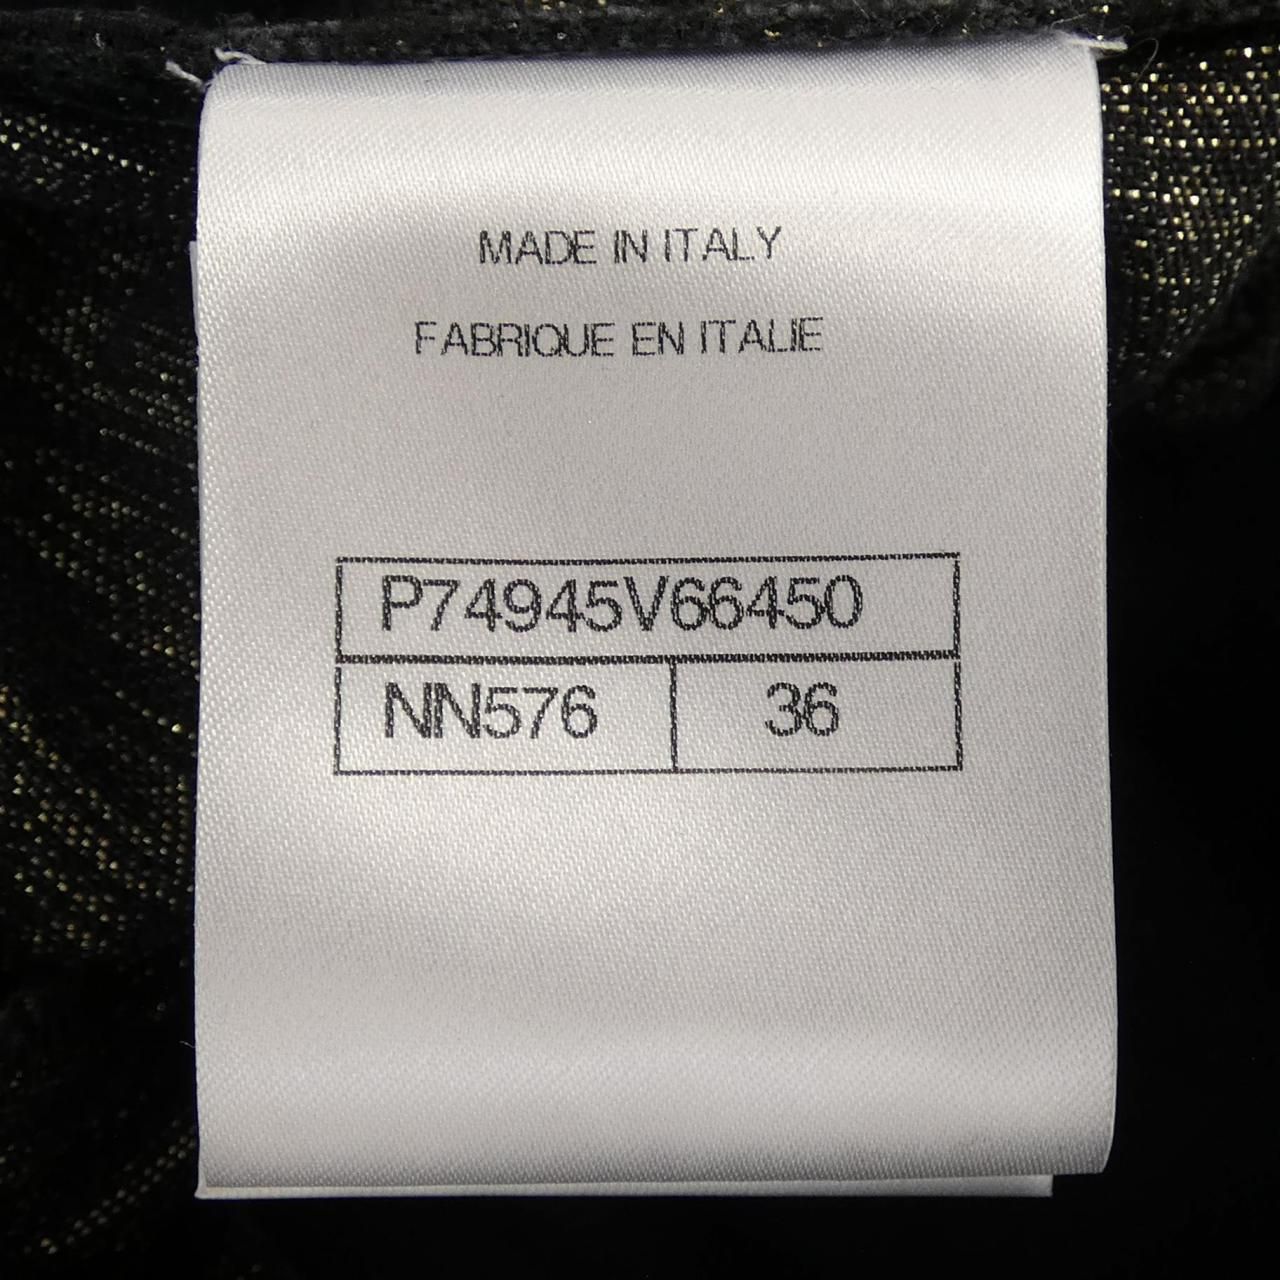 MADE IN ITALY
FABRIQUE EN ITALIE
P74945V66450
NN576 36